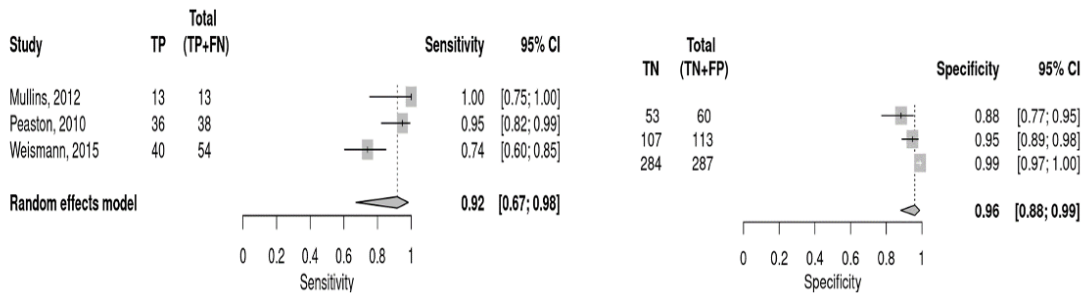 Total
Study TP (TP+FN) Sensitivity 95% CI
Mullins, 2012 13 13 1.00 [0.75; 1.00]
Peaston, 2010 36 38 0.95 [0.82; 0.99]
Weismann, 2015 40 54 0.74 [0.60; 0.85]
Random effects model 0.92 [0.67; 0.98]
0 0.2 0.4 0.6 0.8 1
Sensitivity
Total
TN (TN+FP) Specificity 95% CI
53 60 0.88 [0.77; 0.95]
107 113 0.95 [0.89; 0.98]
284 287 0.99 [0.97; 1.00]
0.96 [0.88; 0.99]
0 0.2 0.4 0.6 0.8 1
Specificity